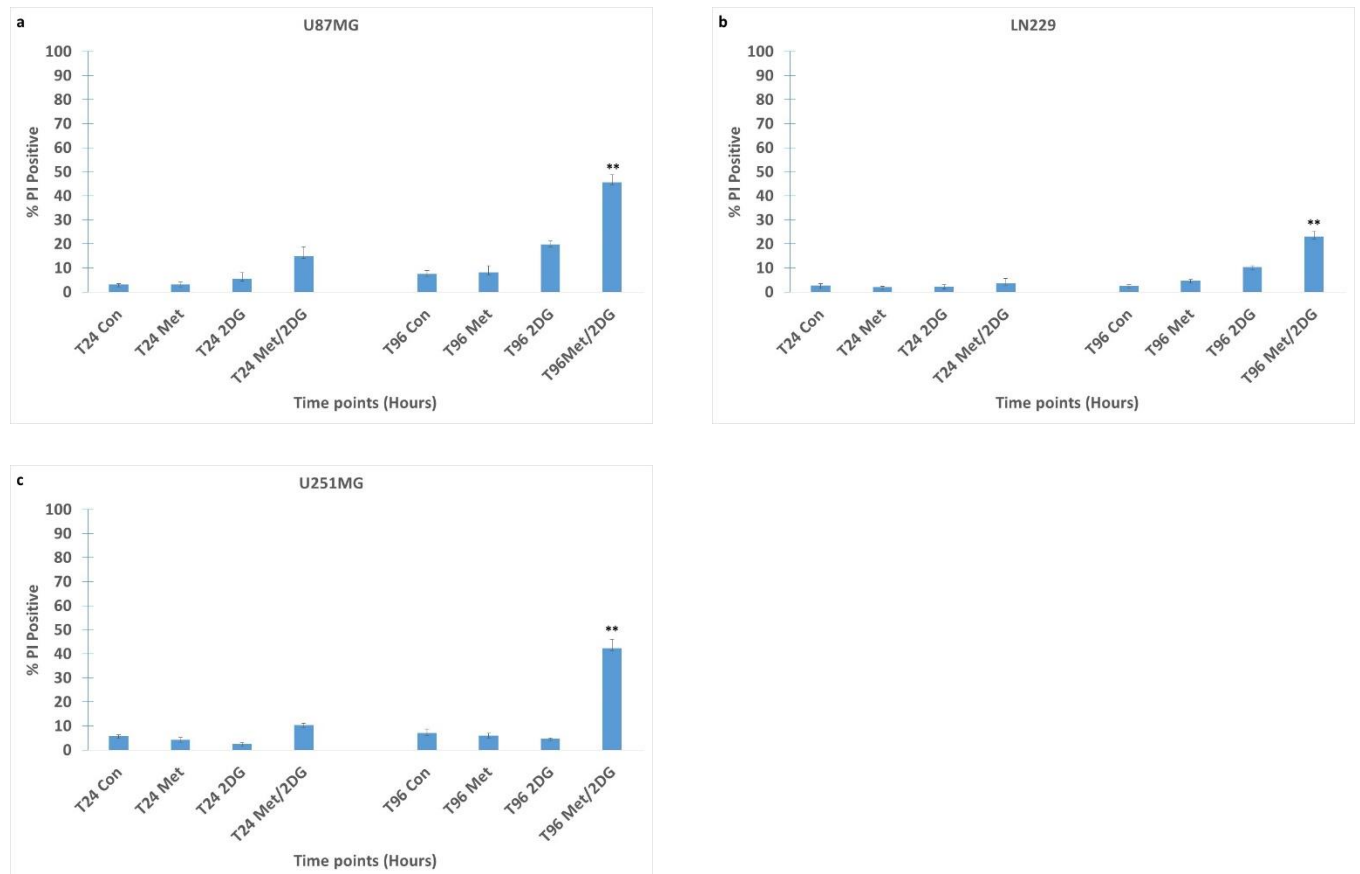 a
U87MG
100
90
80
70
60
50
40
30
20
10
0
% PI Positive
**
T24 Con
T24 Met
T24 2DG
T24 Met/2DG
T96 Con
T96 Met
T96 2DG
T96Met/2DG
Time points (Hours)
b
LN229
100
90
80
70
60
50
40
30
20
10
0
% PI Positive
**
T24 Con
T24 Met
T24 2DG
T24 Met/2DG
T96 Con
T96 Met
T96 2DG
T96 Met/2DG
Time points (Hours)
c
U251MG
100
90
80
70
60
50
40
30
20
10
0
% PI Positive
**
T24 Con
T24 Met
T24 2DG
T24 Met/2DG
T96 Con
T96 Met
T96 2DG
T96 Met/2DG
Time points (Hours)